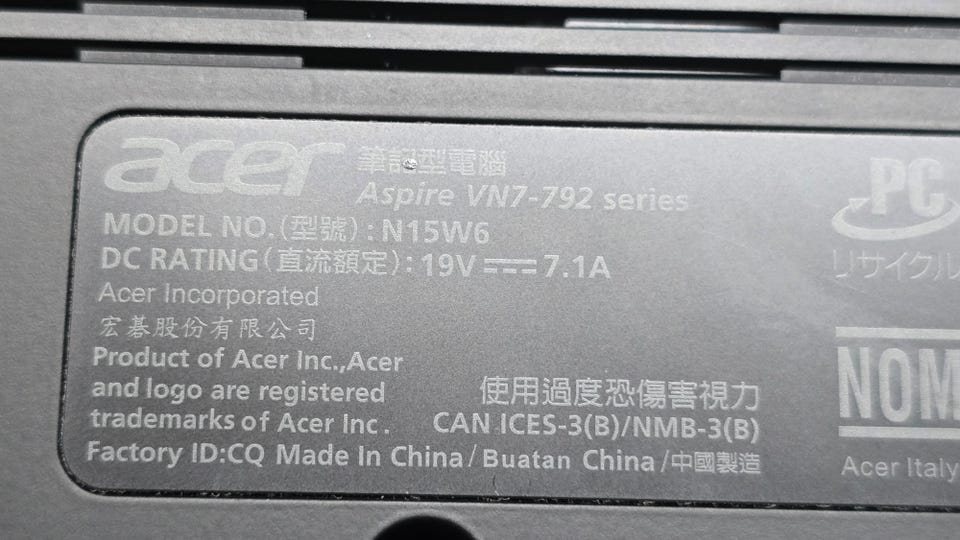 acer 筆記型電腦
Aspire VN7-792 series
MODEL NO.(型號):N15W6
DC RATING(直流額定):19V⎓7.1A
Acer Incorporated
宏碁股份有限公司
Product of Acer Inc.,Acer
and logo are registered
trademarks of Acer Inc.
使用過度恐傷害視力
CAN ICES-3(B)/NMB-3(B)
Factory ID:CQ Made In China/Buatan China/中國製造
PC
リサイクル
NOM
Acer Italy